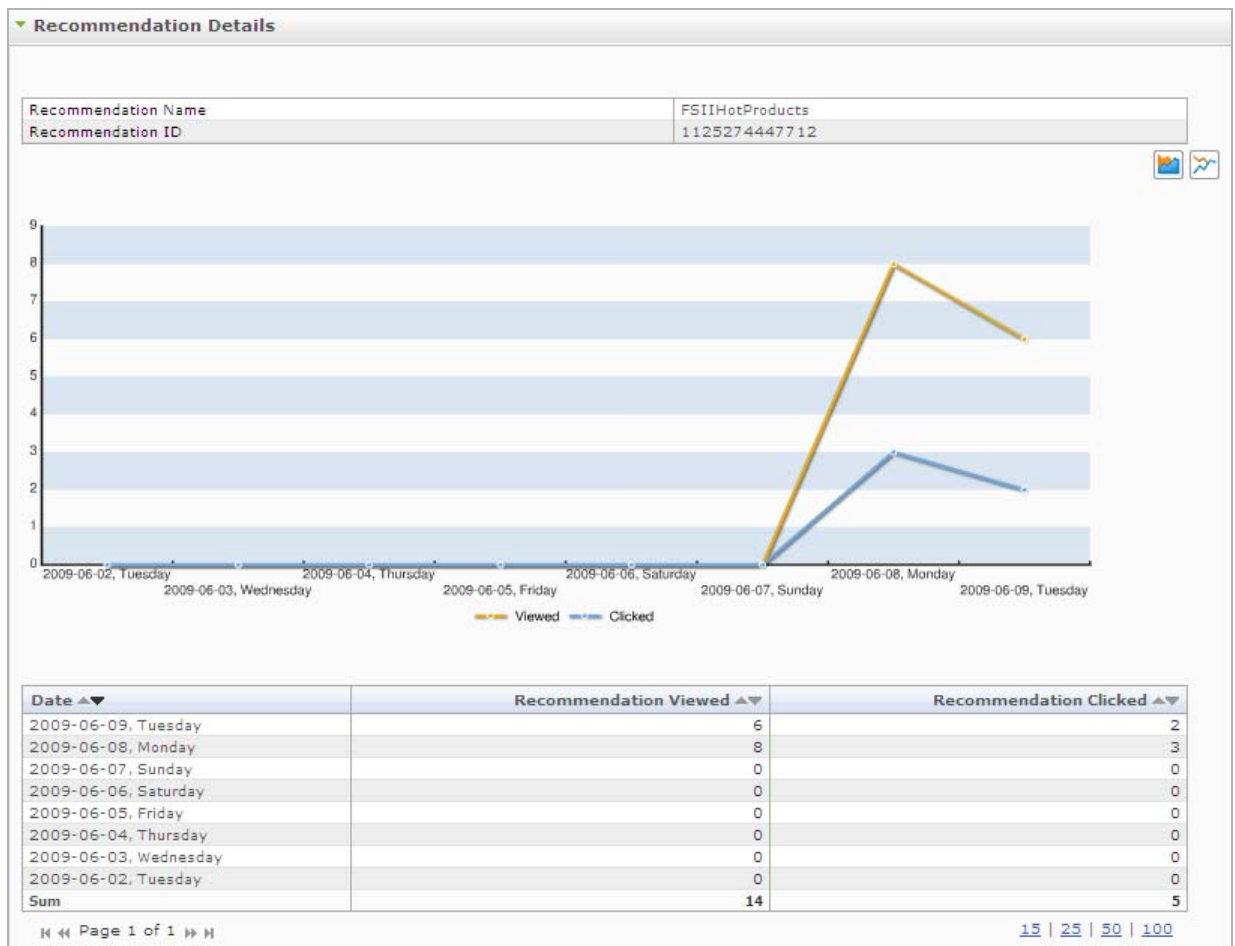 Recommendation Details
Recommendation Name FSIIHotProducts
Recommendation ID 1125274447712
9
8
7
6
5
4
3
2
1
0
2009-06-02, Tuesday 2009-06-04, Thursday 2009-06-06, Saturday 2009-06-08, Monday
2009-06-03, Wednesday 2009-06-05, Friday 2009-06-07, Sunday 2009-06-09, Tuesday
Viewed Clicked
Date Recommendation Viewed Recommendation Clicked
2009-06-09, Tuesday 6 2
2009-06-08, Monday 8 3
2009-06-07, Sunday 0 0
2009-06-06, Saturday 0 0
2009-06-05, Friday 0 0
2009-06-04, Thursday 0 0
2009-06-03, Wednesday 0 0
2009-06-02, Tuesday 0 0
Sum 14 5
Page 1 of 1 15 | 25 | 50 | 100